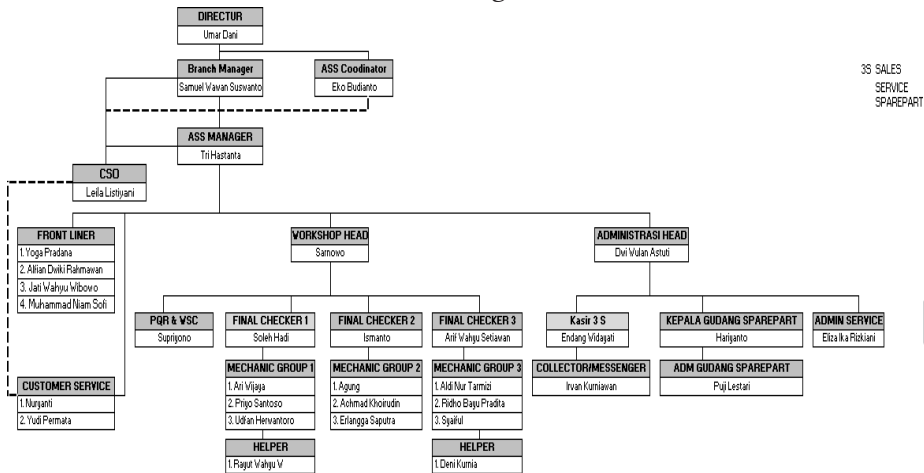 DIRECTUR
Umar Dani
Branch Manager
Samuel Wawan Suswanto
ASS Coodinator
Eko Budianto
3S SALES
SERVICE
SPAREPART
ASS MANAGER
Tri Hastanta
CSO
Leila Listiyani
FRONT LINER
1. Yoga Pradana
2. Alfian Dwiki Rahmawan
3. Jati Wahyu Wibowo
4. Muhammad Niam Sofi
WORKSHOP HEAD
Sarnovo
ADMINISTRASI HEAD
Dwi Wulan Astuti
PQR & WSC
Supriyono
FINAL CHECKER 1
Soleh Hadi
FINAL CHECKER 2
Ismanto
FINAL CHECKER 3
Arif Wahyu Setiawan
Kasir 3 S
Endang Widayati
KEPALA GUDANG SPAREPART
Hariyanto
ADMIN SERVICE
Eliza Ika Rizkiani
CUSTOMER SERVICE
1. Nuryanti
2. Yudi Permata
MECHANIC GROUP 1
1. Ari Wijaya
2. Priyo Santoso
3. Udfan Herwantoro
MECHANIC GROUP 2
1. Agung
2. Achmad Khoirudin
3. Erlangga Saputra
MECHANIC GROUP 3
1. Aldi Nur Tarmizi
2. Ridho Bayu Pradita
3. Syaiful
COLLECTOR/MESSENGER
Irvan Kurniawan
ADM GUDANG SPAREPART
Puji Lestari
HELPER
1. Rayut Wahyu W
HELPER
1. Deni Kurnia